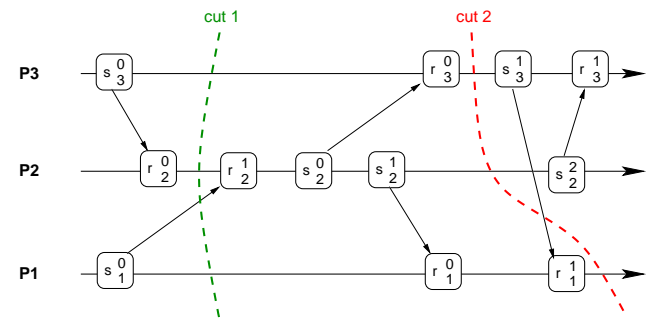 cut 1 cut 2
P3 s 0 3 r 0 3 s 1 3 r 1 3
P2 r 0 2 r 1 2 s 0 2 s 1 2 s 2 2
P1 s 0 1 r 0 1 r 1 1